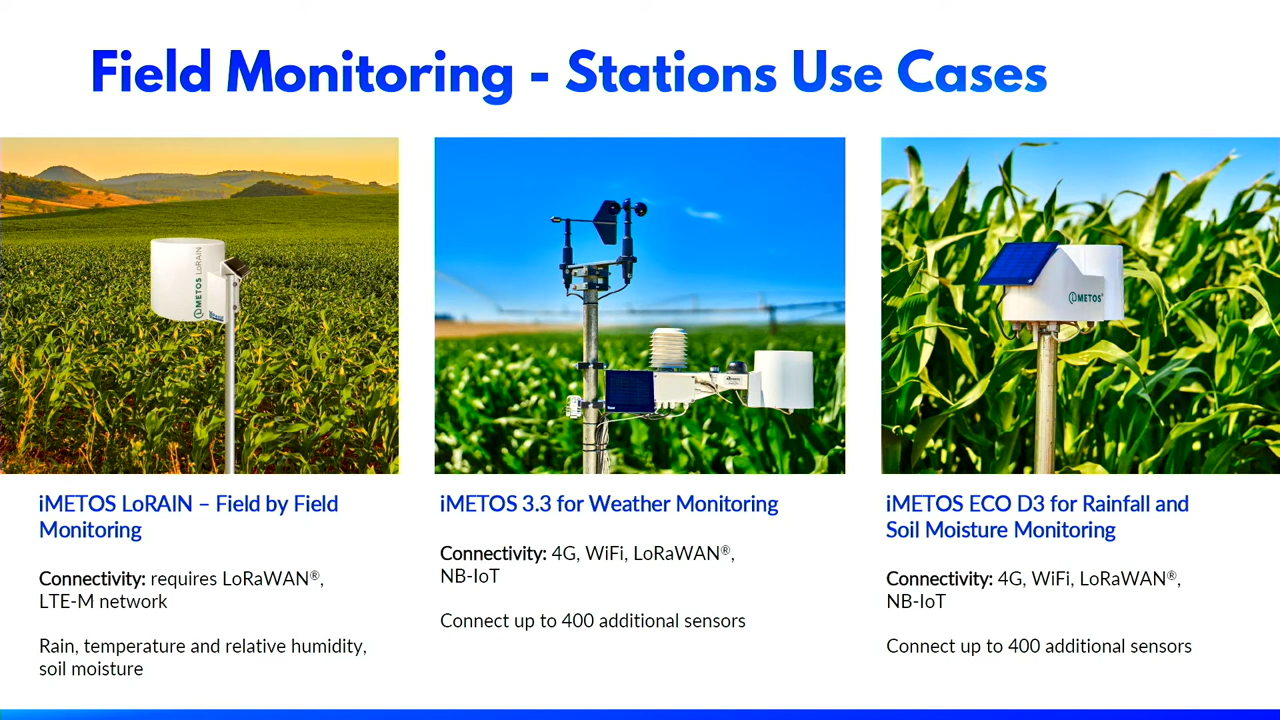 Field Monitoring - Stations Use Cases
METOS LoRAIN
METOS®
iMETOS LoRAIN – Field by Field
Monitoring
Connectivity: requires LoRaWAN®,
LTE-M network
Rain, temperature and relative humidity,
soil moisture
iMETOS 3.3 for Weather Monitoring
Connectivity: 4G, WiFi, LoRaWAN®,
NB-IoT
Connect up to 400 additional sensors
iMETOS ECO D3 for Rainfall and
Soil Moisture Monitoring
Connectivity: 4G, WiFi, LoRaWAN®,
NB-IoT
Connect up to 400 additional sensors